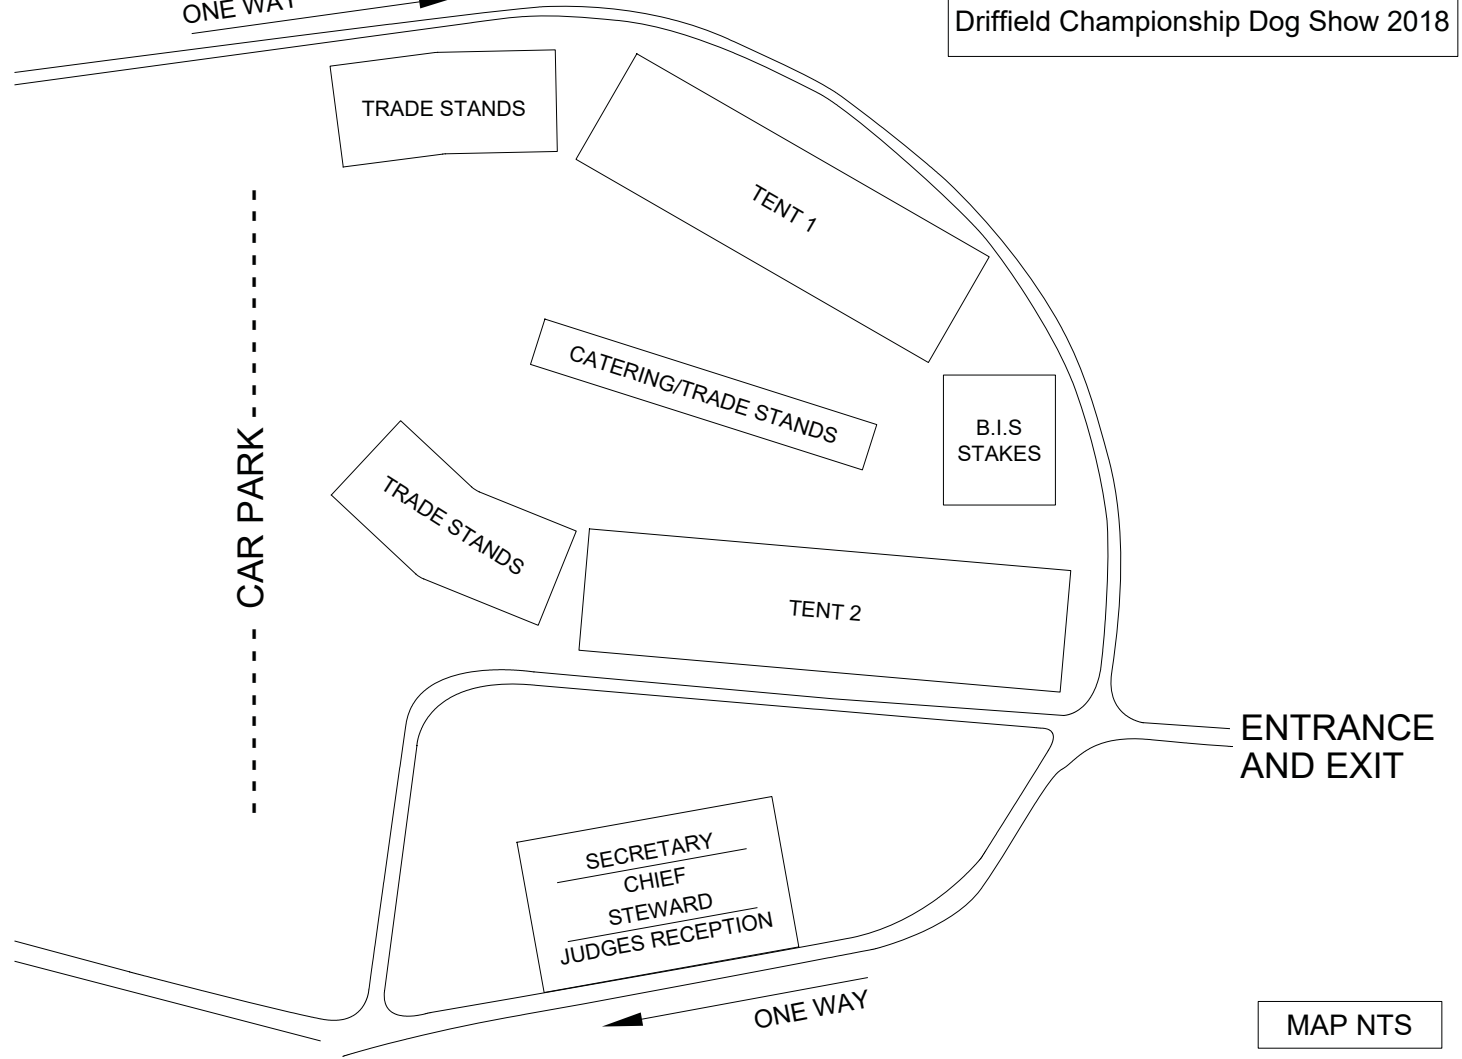 ONE WAY
Driffield Championship Dog Show 2018
TRADE STANDS
TENT 1
CATERING/TRADE STANDS
B.I.S
STAKES
CAR PARK
TRADE STANDS
TENT 2
ENTRANCE
AND EXIT
SECRETARY
CHIEF
STEWARD
JUDGES RECEPTION
ONE WAY
MAP NTS